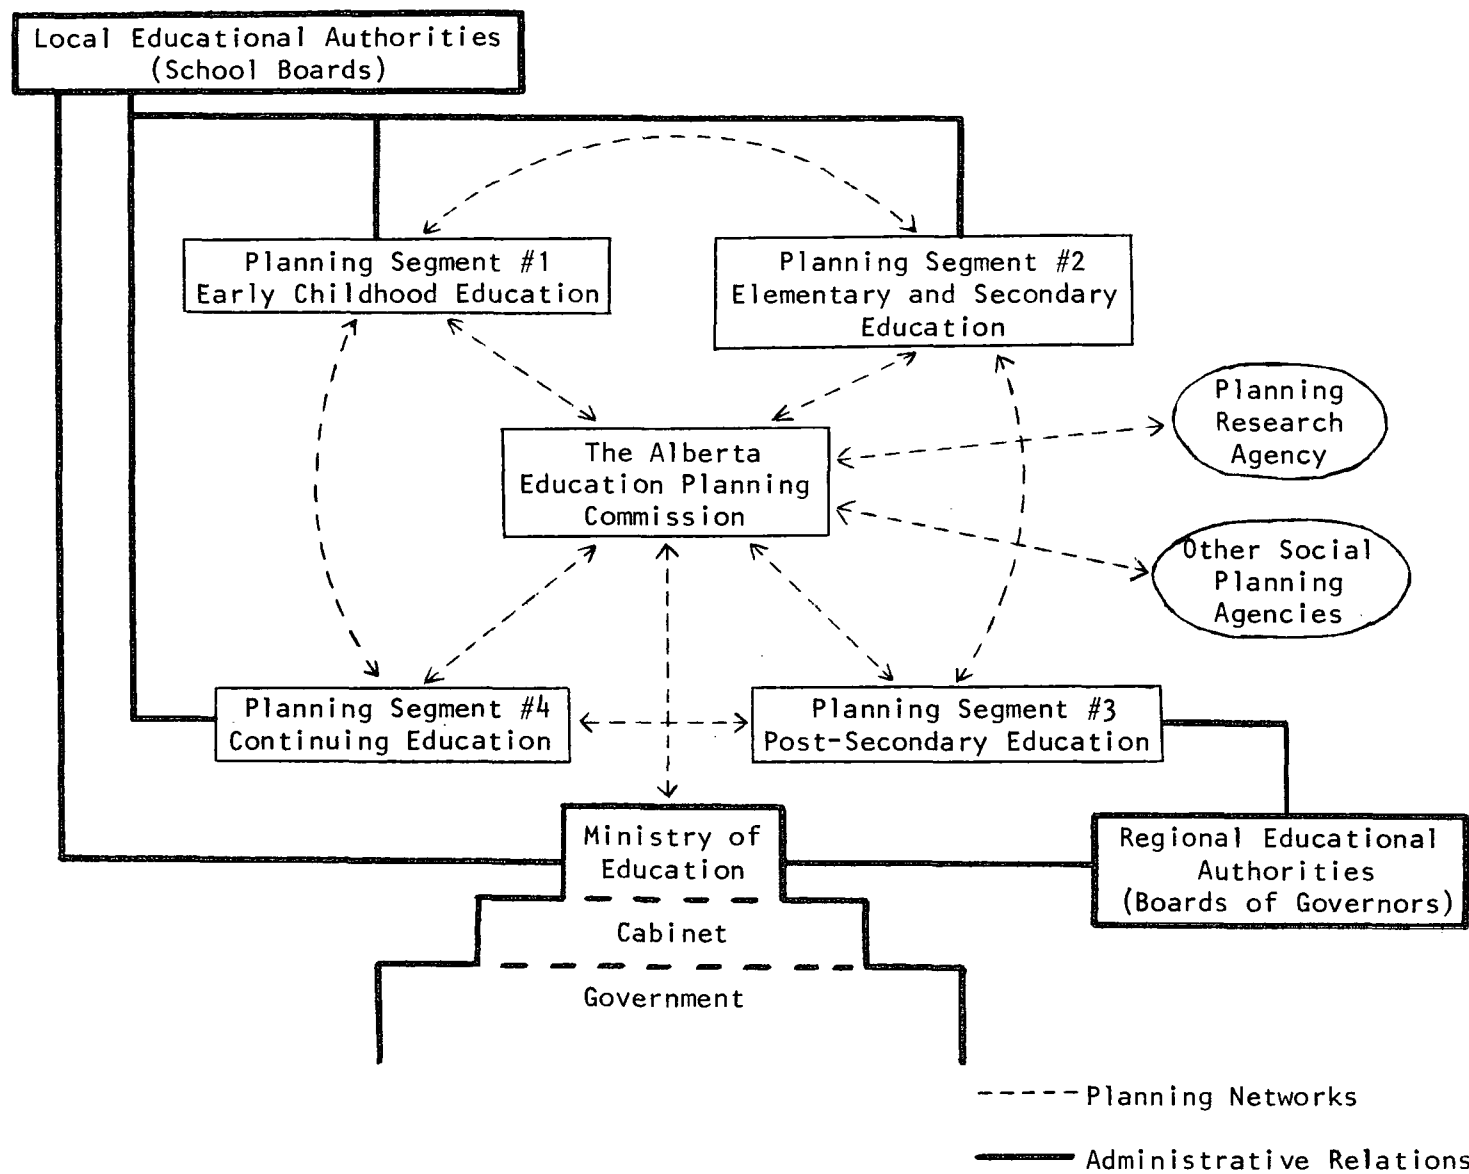 Local Educational Authorities
(School Boards)
Planning Segment #1
Early Childhood Education
Planning Segment #2
Elementary and Secondary
Education
Planning
Research
Agency
The Alberta
Education Planning
Commission
Other Social
Planning
Agencies
Planning Segment #4
Continuing Education
Planning Segment #3
Post-Secondary Education
Ministry of
Education
Regional Educational
Authorities
(Boards of Governors)
Cabinet
Government
Planning Networks
Administrative Relations